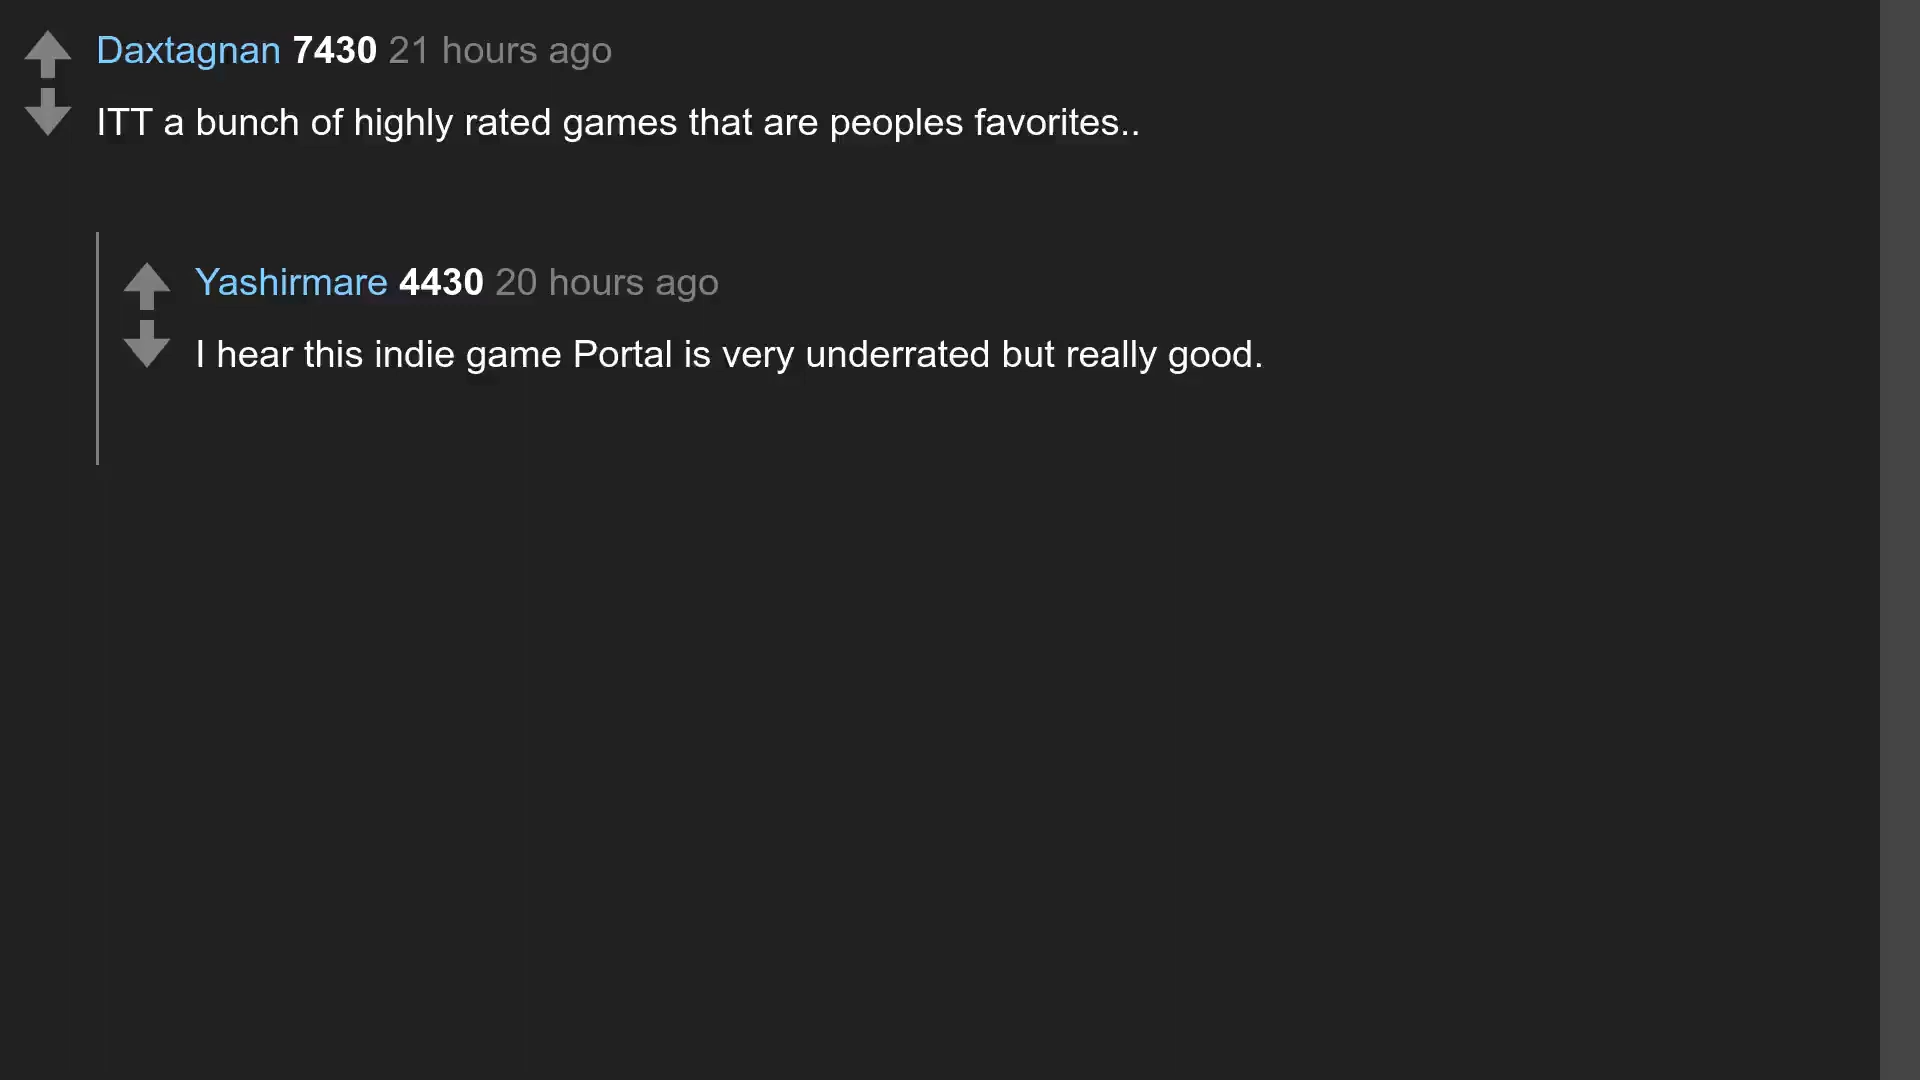 Daxtagnan 7430 21 hours ago
ITT a bunch of highly rated games that are peoples favorites..
Yashirmare 4430 20 hours ago
I hear this indie game Portal is very underrated but really good.